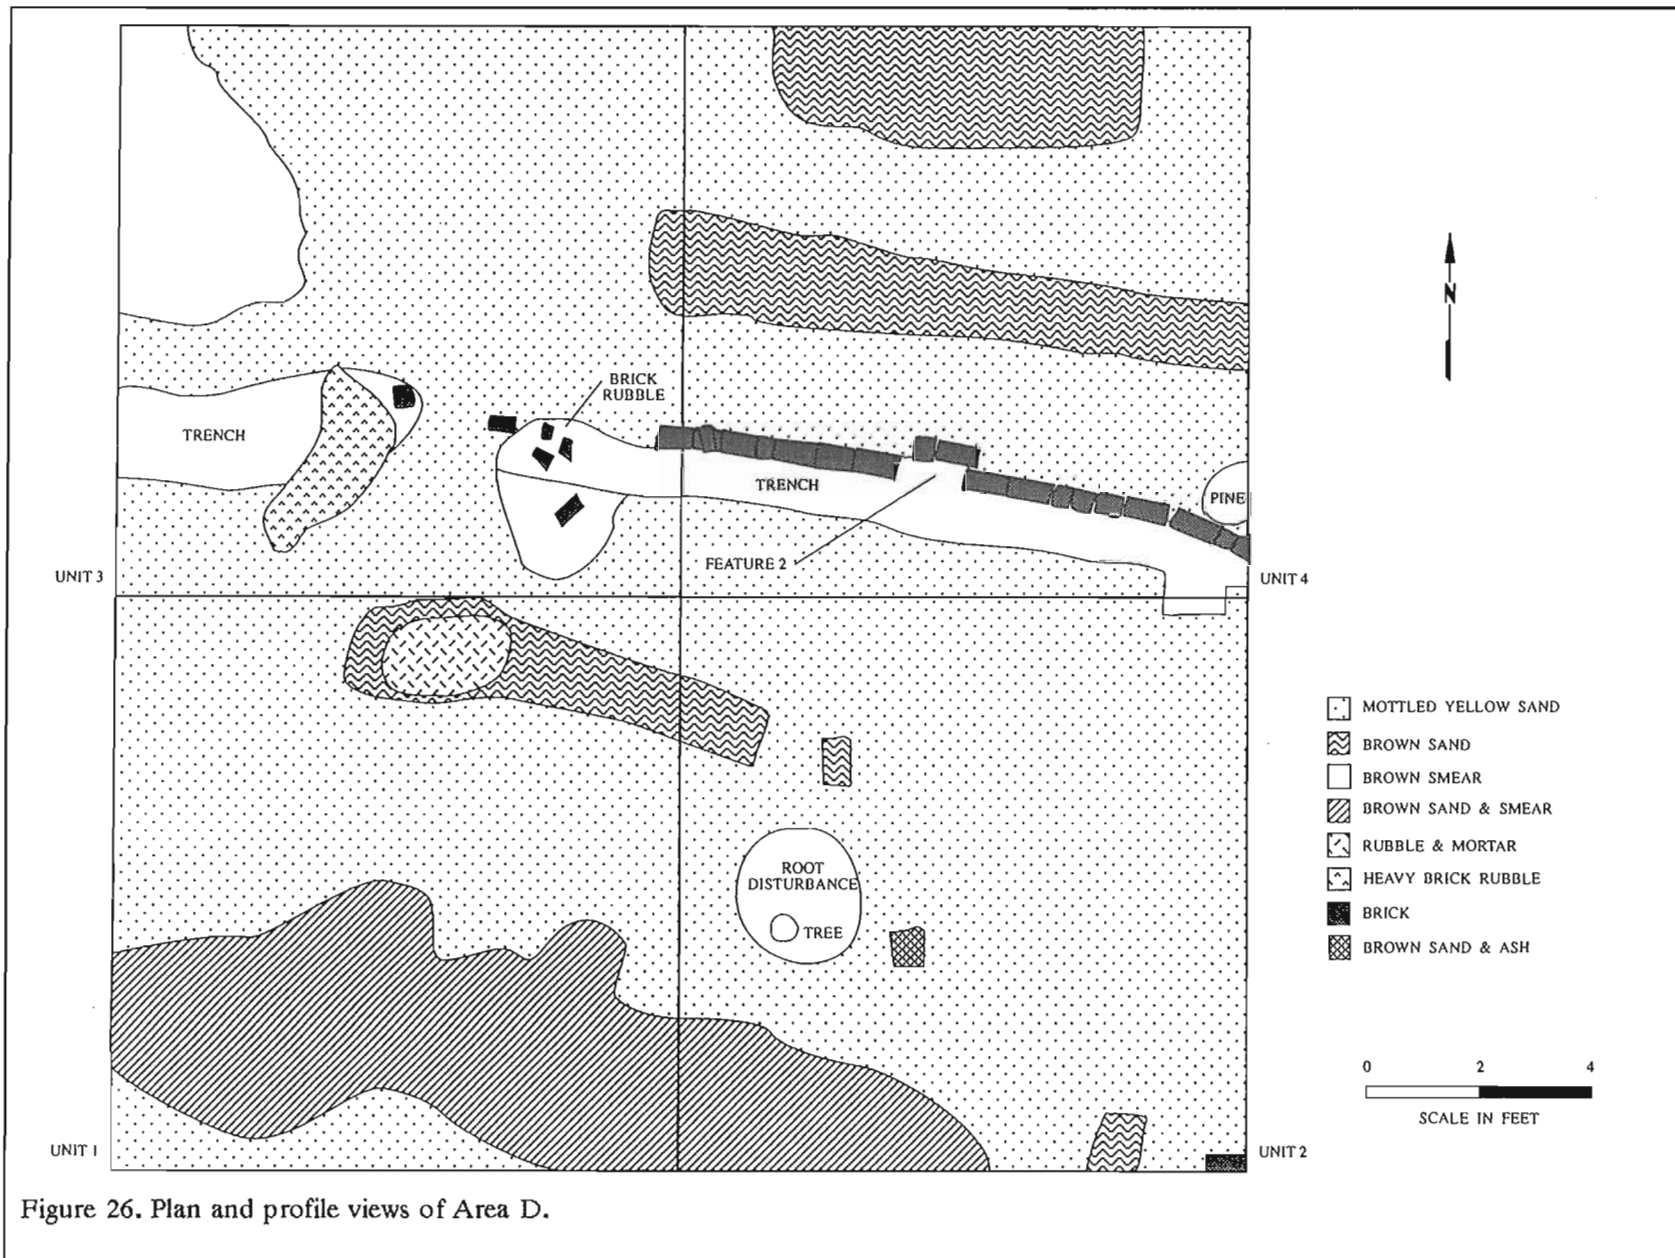 BRICK
RUBBLE
N
TRENCH
TRENCH
PINE
FEATURE 2
UNIT 3
UNIT 4
MOTTLED YELLOW SAND
BROWN SAND
BROWN SMEAR
BROWN SAND & SMEAR
RUBBLE & MORTAR
HEAVY BRICK RUBBLE
BRICK
BROWN SAND & ASH
ROOT
DISTURBANCE
TREE
0 2 4
SCALE IN FEET
UNIT 1
UNIT 2
Figure 26. Plan and profile views of Area D.